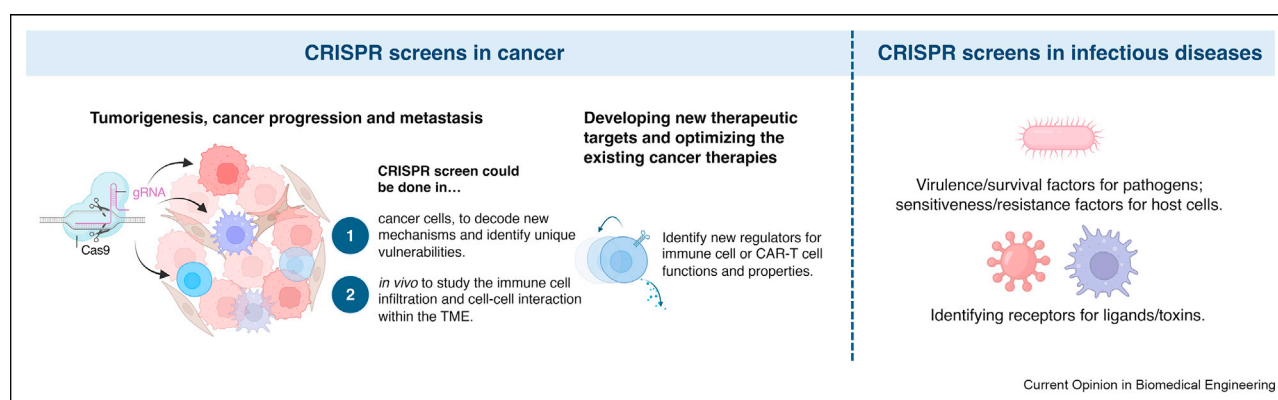 CRISPR screens in cancer
CRISPR screens in infectious diseases
Tumorigenesis, cancer progression and metastasis
gRNA
Cas9
CRISPR screen could
be done in…
1
cancer cells, to decode new
mechanisms and identify unique
vulnerabilities.
2
in vivo to study the immune cell
infiltration and cell-cell interaction
within the TME.
Developing new therapeutic
targets and optimizing the
existing cancer therapies
Identify new regulators for
immune cell or CAR-T cell
functions and properties.
Virulence/survival factors for pathogens;
sensitiveness/resistance factors for host cells.
Identifying receptors for ligands/toxins.
Current Opinion in Biomedical Engineering